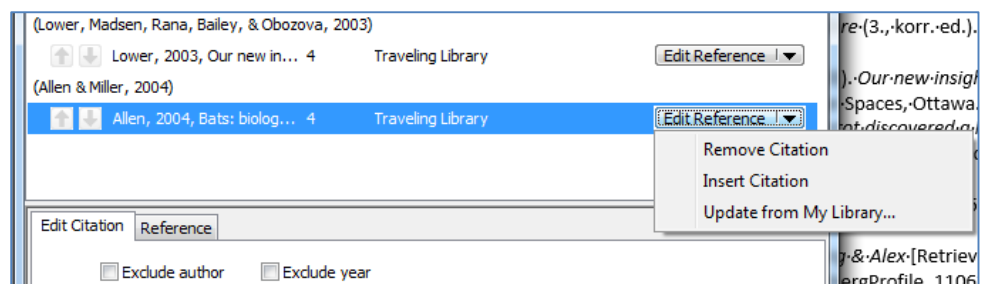 (Lower, Madsen, Rana, Bailey, & Obozova, 2003)
Lower, 2003, Our new in... 4 Traveling Library Edit Reference
(Allen & Miller, 2004)
Allen, 2004, Bats: biolog... 4 Traveling Library Edit Reference
Remove Citation
Insert Citation
Update from My Library...
Edit Citation Reference
Exclude author Exclude year
re·(3.,·korr.·ed.).
).·Our·new·insigh
·Spaces,·Ottawa.
not·discovered·a·
g·&·Alex·[Retriev
bergProfile, 1106